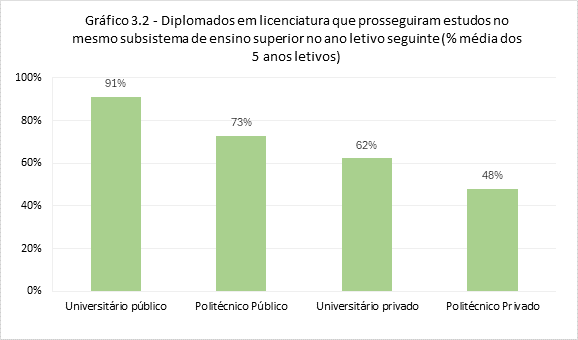 Gráfico 3.2 - Diplomados em licenciatura que prosseguiram estudos no
mesmo subsistema de ensino superior no ano letivo seguinte (% média dos
5 anos letivos)
100%
80%
60%
40%
20%
0%
91%
73%
62%
48%
Universitário público
Politécnico Público
Universitário privado
Politécnico Privado